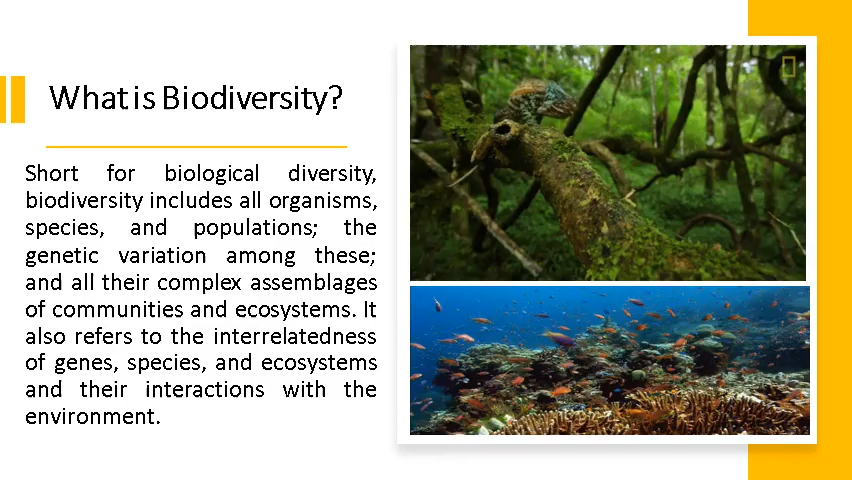 What is Biodiversity?
Short for biological diversity,
biodiversity includes all organisms,
species, and populations; the
genetic variation among these;
and all their complex assemblages
of communities and ecosystems. It
also refers to the interrelatedness
of genes, species, and ecosystems
and their interactions with the
environment.